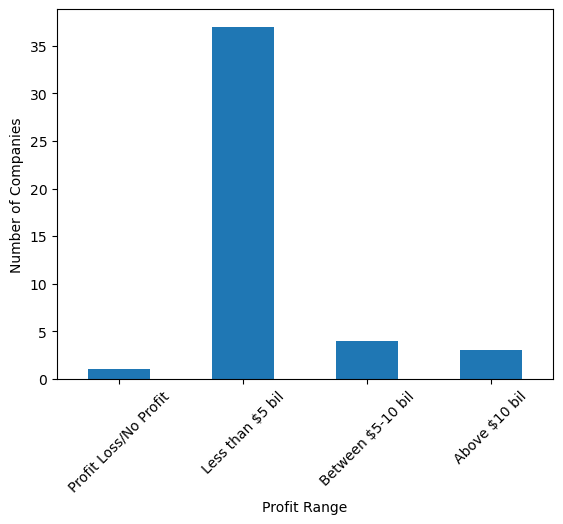 35
30
25
20
15
10
5
0
Number of Companies
Profit Loss/No Profit
Less than $5 bil
Between $5-10 bil
Above $10 bil
Profit Range